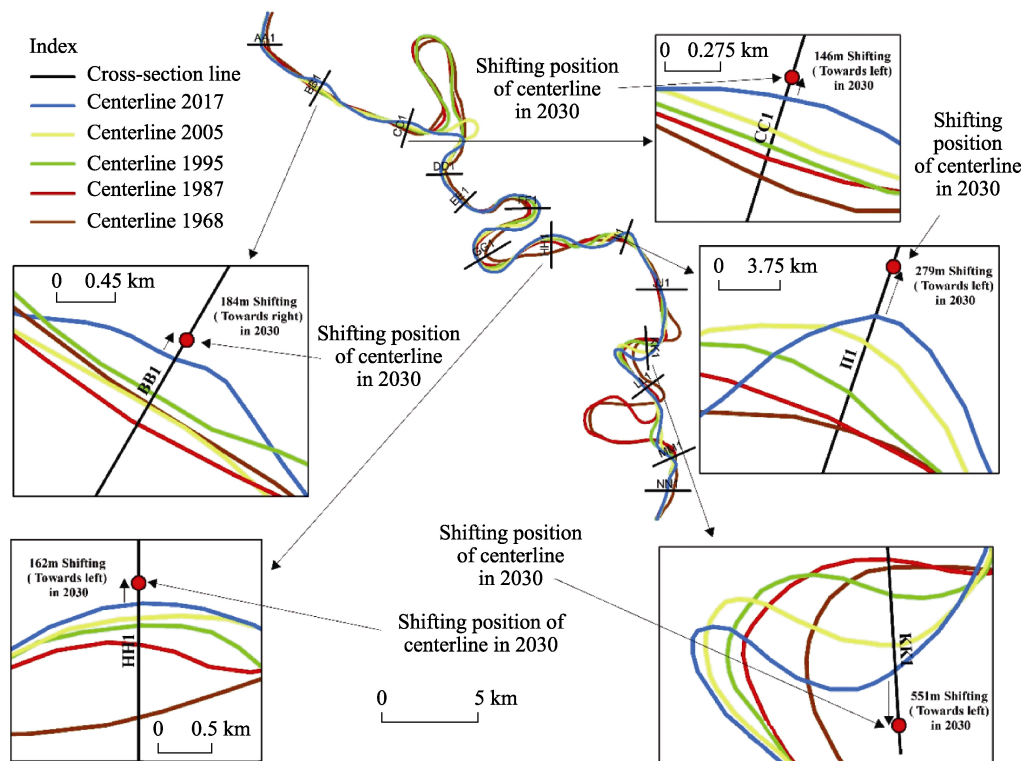 Index
Cross-section line
Centerline 2017
Centerline 2005
Centerline 1995
Centerline 1987
Centerline 1968
AA1
BB1
CC1
DD1
EE1
FF1
GG1
HH1
II1
JJ1
KK1
LL1
MM1
NN1
Shifting position
of centerline
in 2030
0 0.275 km
146m Shifting
( Towards left)
in 2030
CC1
Shifting
position
of centerline
in 2030
0 0.45 km
184m Shifting
( Towards right)
in 2030
BB1
Shifting position
of centerline
in 2030
0 3.75 km
279m Shifting
( Towards left)
in 2030
II1
162m Shifting
( Towards left)
in 2030
HH1
0 0.5 km
Shifting position
of centerline
in 2030
Shifting position of
centerline in 2030
0 5 km
KK1
551m Shifting
( Towards left)
in 2030